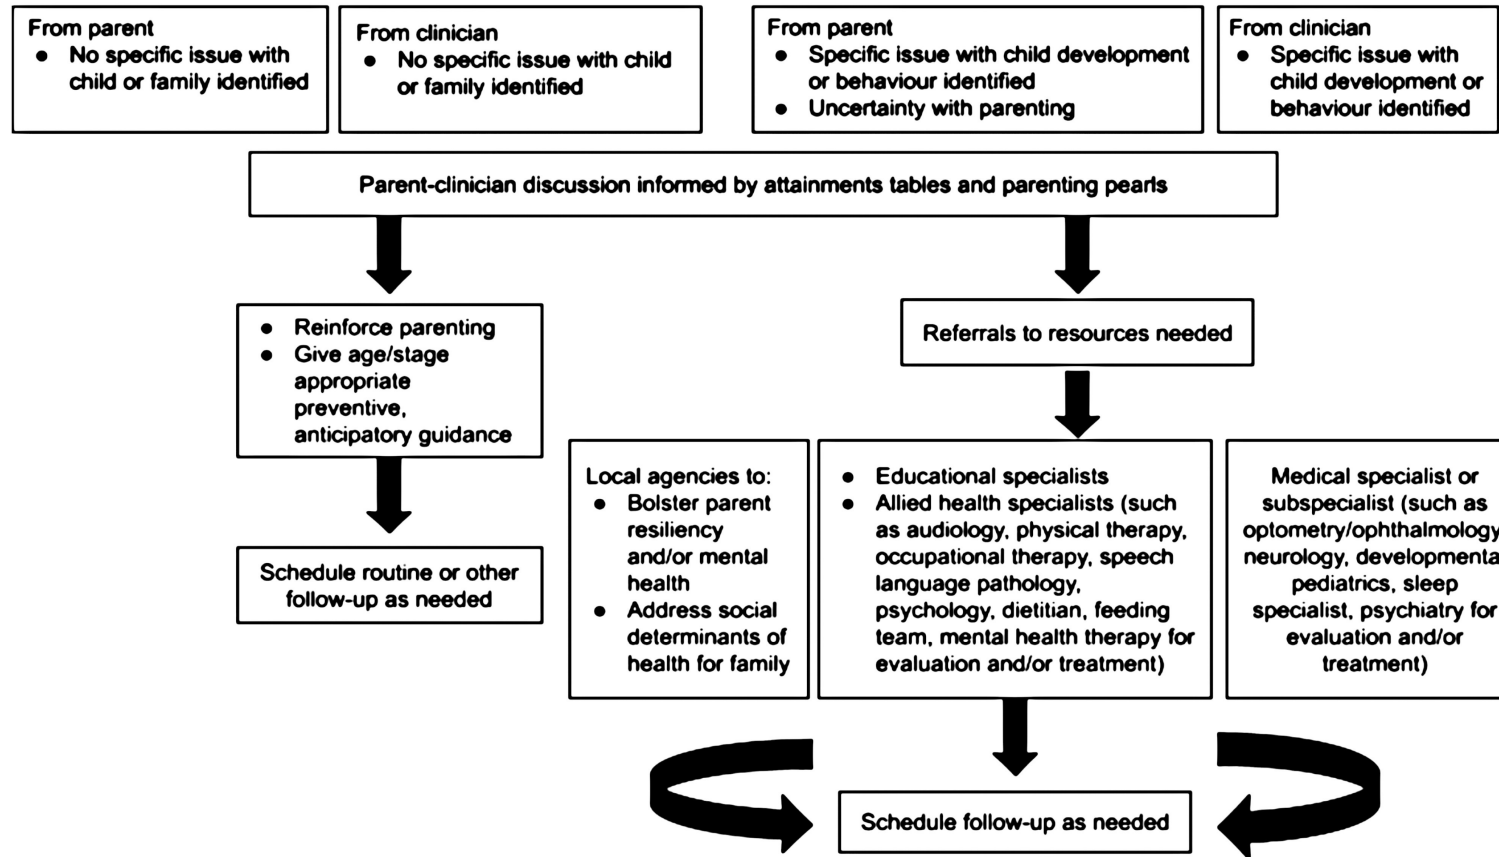 From parent
● No specific issue with
child or family identified
From clinician
● No specific issue with child
or family identified
From parent
● Specific issue with child development
or behaviour identified
● Uncertainty with parenting
From clinician
● Specific issue with
child development or
behaviour identified
Parent-clinician discussion informed by attainments tables and parenting pearls
● Reinforce parenting
● Give age/stage
appropriate
preventive,
anticipatory guidance
Schedule routine or other
follow-up as needed
Referrals to resources needed
Local agencies to:
● Bolster parent
resiliency
and/or mental
health
● Address social
determinants of
health for family
● Educational specialists
● Allied health specialists (such
as audiology, physical therapy,
occupational therapy, speech
language pathology,
psychology, dietitian, feeding
team, mental health therapy for
evaluation and/or treatment)
Medical specialist or
subspecialist (such as
optometry/ophthalmology
neurology, developmenta
pediatrics, sleep
specialist, psychiatry for
evaluation and/or
treatment)
Schedule follow-up as needed